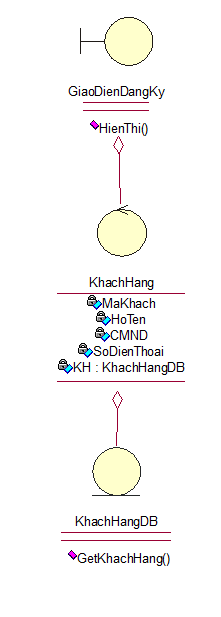 GiaoDienDangKy
HienThi()
KhachHang
MaKhach
HoTen
CMND
SoDienThoai
KH : KhachHangDB
KhachHangDB
GetKhachHang()